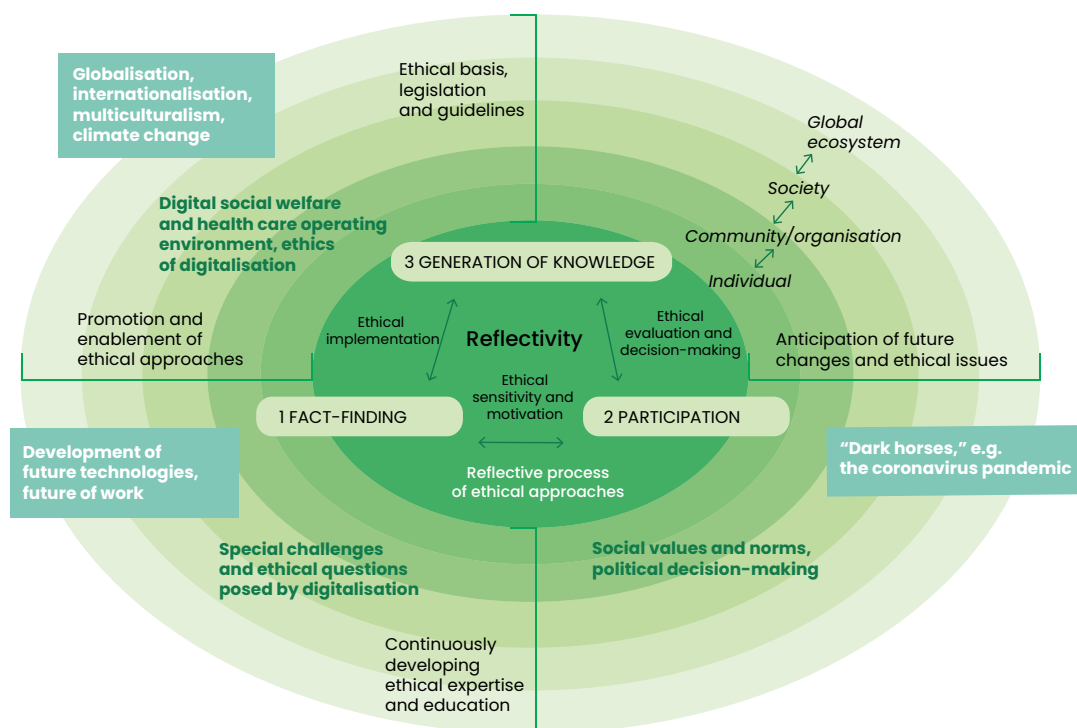 Globalisation,
internationalisation,
multiculturalism,
climate change
Ethical basis,
legislation
and guidelines
Global
ecosystem
Society
Community/organisation
Individual
Digital social welfare
and health care operating
environment, ethics
of digitalisation
3 GENERATION OF KNOWLEDGE
Promotion and
enablement of
ethical approaches
Ethical
implementation
Reflectivity
Ethical
evaluation and
decision-making
Anticipation of future
changes and ethical issues
Ethical
sensitivity and
motivation
1 FACT-FINDING
2 PARTICIPATION
Reflective process
of ethical approaches
Development of
future technologies,
future of work
“Dark horses,” e.g.
the coronavirus pandemic
Special challenges
and ethical questions
posed by digitalisation
Social values and norms,
political decision-making
Continuously
developing
ethical expertise
and education